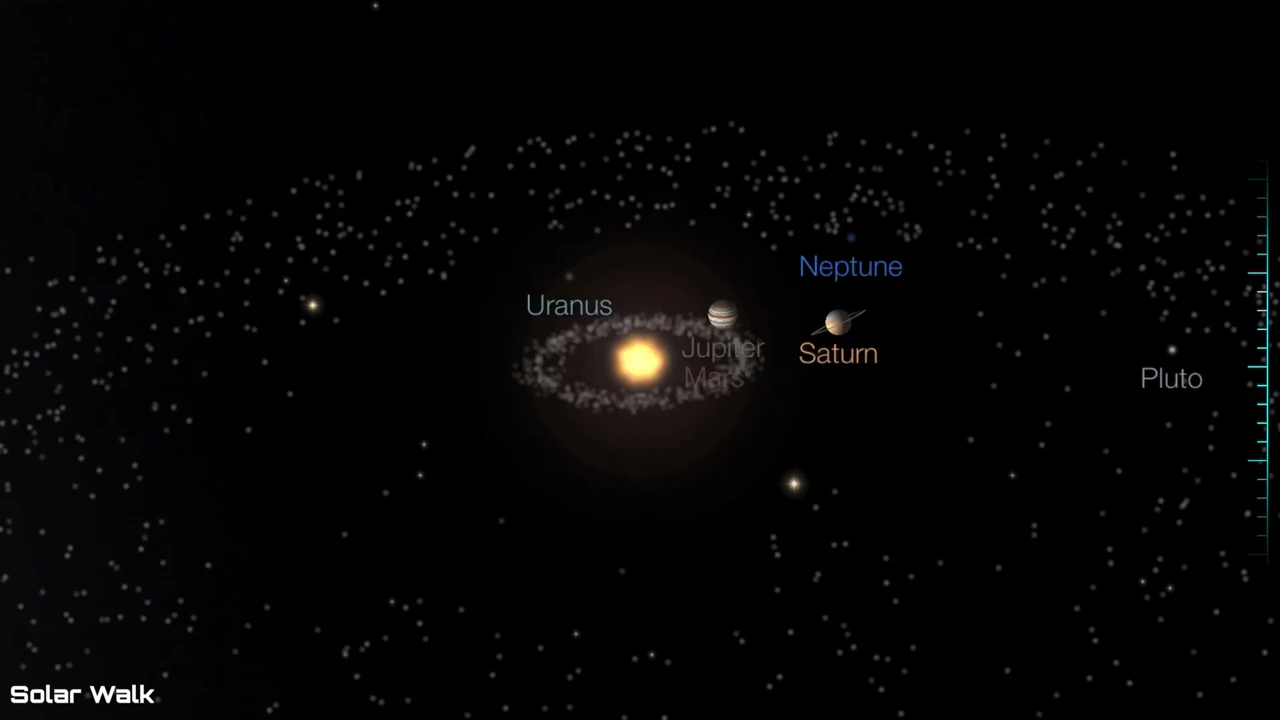 Neptune
Uranus
Jupiter
Saturn
Mars
Pluto
Solar Walk